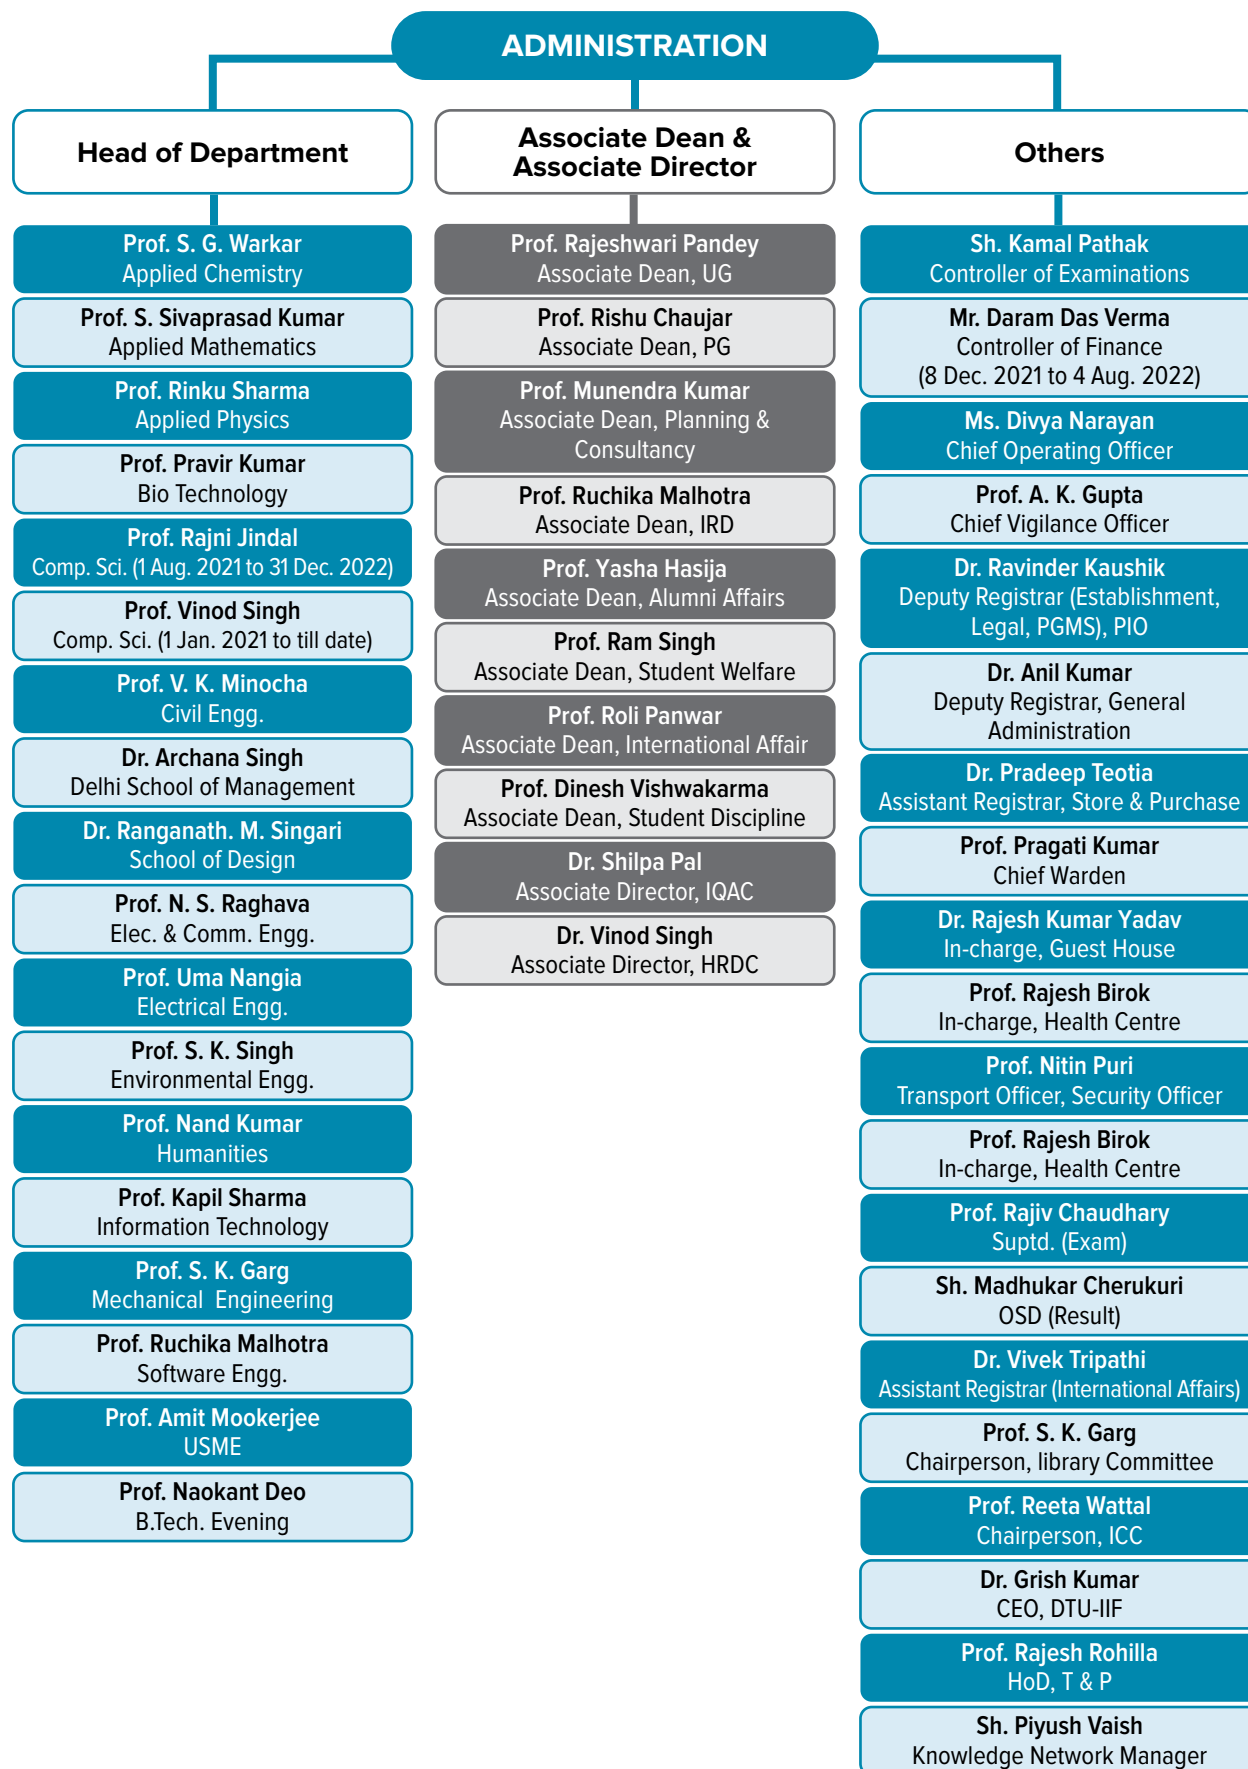 ADMINISTRATION
Head of Department
Prof. S. G. Warkar
Applied Chemistry
Prof. S. Sivaprasad Kumar
Applied Mathematics
Prof. Rinku Sharma
Applied Physics
Prof. Pravir Kumar
Bio Technology
Prof. Rajni Jindal
Comp. Sci. (1 Aug. 2021 to 31 Dec. 2022)
Prof. Vinod Singh
Comp. Sci. (1 Jan. 2021 to till date)
Prof. V. K. Minocha
Civil Engg.
Dr. Archana Singh
Delhi School of Management
Dr. Ranganath. M. Singari
School of Design
Prof. N. S. Raghava
Elec. & Comm. Engg.
Prof. Uma Nangia
Electrical Engg.
Prof. S. K. Singh
Environmental Engg.
Prof. Nand Kumar
Humanities
Prof. Kapil Sharma
Information Technology
Prof. S. K. Garg
Mechanical Engineering
Prof. Ruchika Malhotra
Software Engg.
Prof. Amit Mookerjee
USME
Prof. Naokant Deo
B.Tech. Evening
Associate Dean &
Associate Director
Prof. Rajeshwari Pandey
Associate Dean, UG
Prof. Rishu Chaujar
Associate Dean, PG
Prof. Munendra Kumar
Associate Dean, Planning &
Consultancy
Prof. Ruchika Malhotra
Associate Dean, IRD
Prof. Yasha Hasija
Associate Dean, Alumni Affairs
Prof. Ram Singh
Associate Dean, Student Welfare
Prof. Roli Panwar
Associate Dean, International Affair
Prof. Dinesh Vishwakarma
Associate Dean, Student Discipline
Dr. Shilpa Pal
Associate Director, IQAC
Dr. Vinod Singh
Associate Director, HRDC
Others
Sh. Kamal Pathak
Controller of Examinations
Mr. Daram Das Verma
Controller of Finance
(8 Dec. 2021 to 4 Aug. 2022)
Ms. Divya Narayan
Chief Operating Officer
Prof. A. K. Gupta
Chief Vigilance Officer
Dr. Ravinder Kaushik
Deputy Registrar (Establishment,
Legal, PGMS), PIO
Dr. Anil Kumar
Deputy Registrar, General
Administration
Dr. Pradeep Teotia
Assistant Registrar, Store & Purchase
Prof. Pragati Kumar
Chief Warden
Dr. Rajesh Kumar Yadav
In-charge, Guest House
Prof. Rajesh Birok
In-charge, Health Centre
Prof. Nitin Puri
Transport Officer, Security Officer
Prof. Rajesh Birok
In-charge, Health Centre
Prof. Rajiv Chaudhary
Suptd. (Exam)
Sh. Madhukar Cherukuri
OSD (Result)
Dr. Vivek Tripathi
Assistant Registrar (International Affairs)
Prof. S. K. Garg
Chairperson, library Committee
Prof. Reeta Wattal
Chairperson, ICC
Dr. Grish Kumar
CEO, DTU-IIF
Prof. Rajesh Rohilla
HoD, T & P
Sh. Piyush Vaish
Knowledge Network Manager